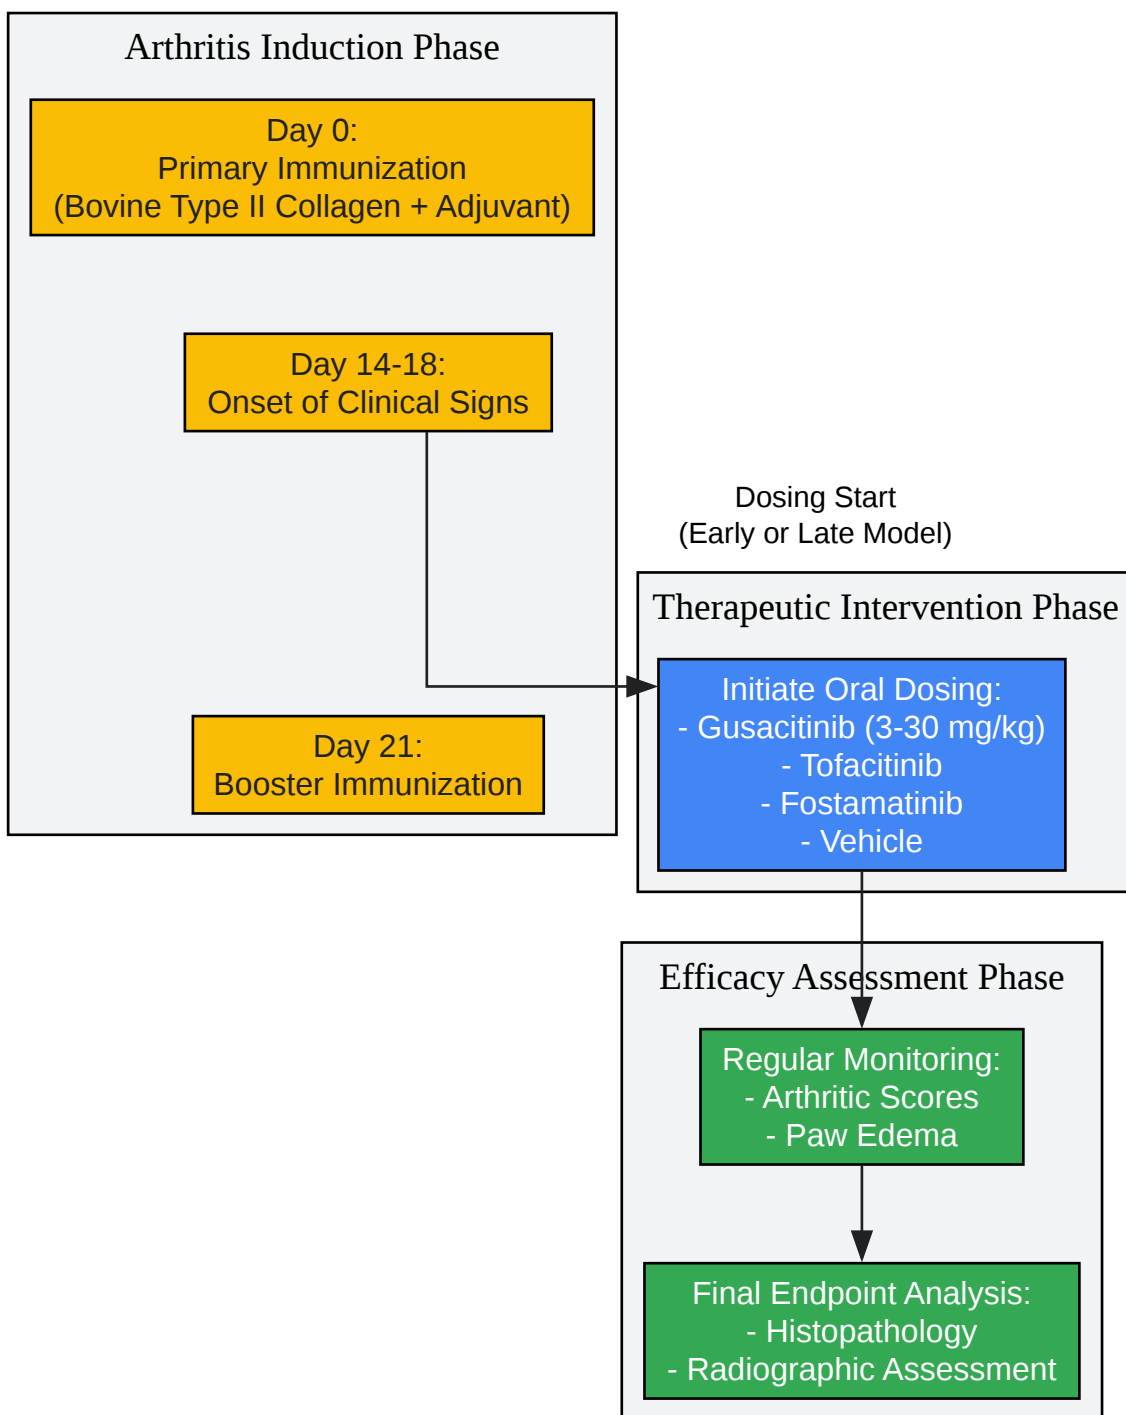 Arthritis Induction Phase
Day 0:
Primary Immunization
(Bovine Type II Collagen + Adjuvant)
Day 14-18:
Onset of Clinical Signs
Day 21:
Booster Immunization
Dosing Start
(Early or Late Model)
Therapeutic Intervention Phase
Initiate Oral Dosing:
- Gusacitinib (3-30 mg/kg)
- Tofacitinib
- Fostamatinib
- Vehicle
Efficacy Assessment Phase
Regular Monitoring:
- Arthritic Scores
- Paw Edema
Final Endpoint Analysis:
- Histopathology
- Radiographic Assessment